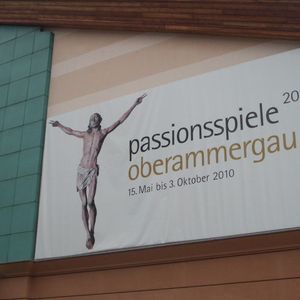 passionsspiele 20
oberammergau
15. Mai bis 3. Oktober 2010